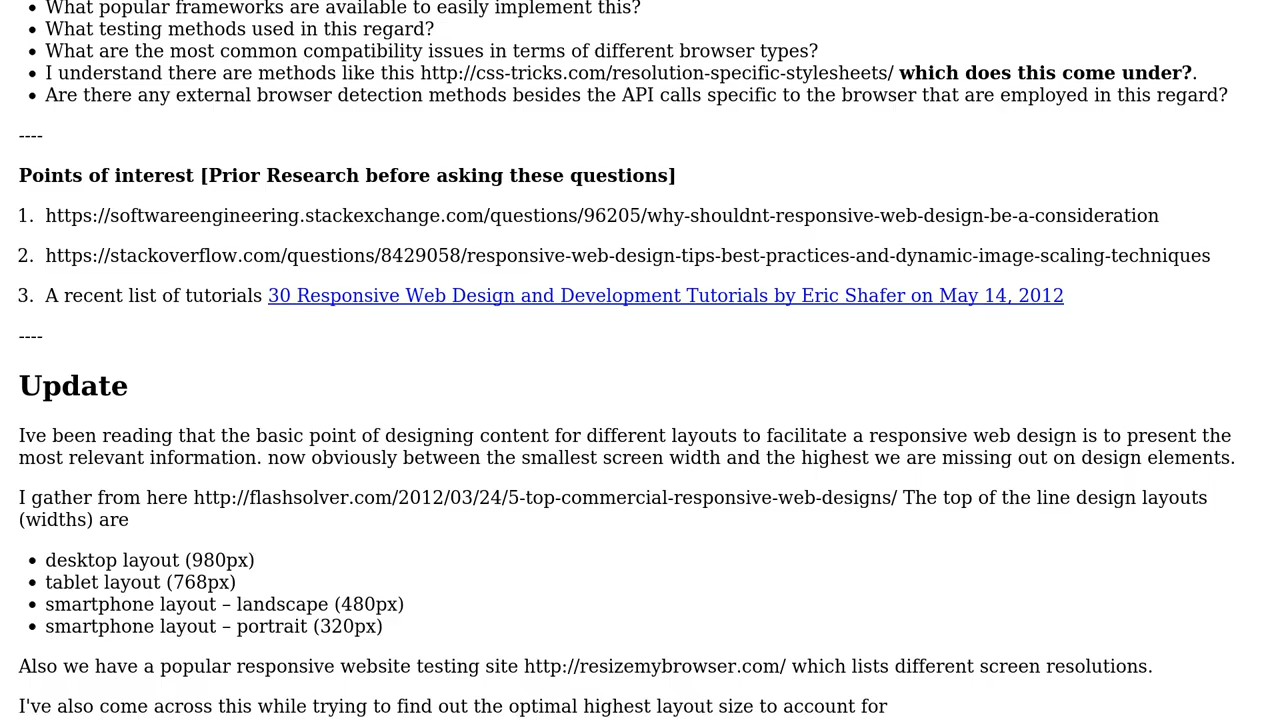 • What popular frameworks are available to easily implement this?
• What testing methods used in this regard?
• What are the most common compatibility issues in terms of different browser types?
• I understand there are methods like this http://css-tricks.com/resolution-specific-stylesheets/ which does this come under?.
• Are there any external browser detection methods besides the API calls specific to the browser that are employed in this regard?
----
Points of interest [Prior Research before asking these questions]
1. https://softwareengineering.stackexchange.com/questions/96205/why-shouldnt-responsive-web-design-be-a-consideration
2. https://stackoverflow.com/questions/8429058/responsive-web-design-tips-best-practices-and-dynamic-image-scaling-techniques
3. A recent list of tutorials 30 Responsive Web Design and Development Tutorials by Eric Shafer on May 14, 2012
----
Update
Ive been reading that the basic point of designing content for different layouts to facilitate a responsive web design is to present the
most relevant information. now obviously between the smallest screen width and the highest we are missing out on design elements.
I gather from here http://flashsolver.com/2012/03/24/5-top-commercial-responsive-web-designs/ The top of the line design layouts
(widths) are
• desktop layout (980px)
• tablet layout (768px)
• smartphone layout – landscape (480px)
• smartphone layout – portrait (320px)
Also we have a popular responsive website testing site http://resizemybrowser.com/ which lists different screen resolutions.
I've also come across this while trying to find out the optimal highest layout size to account for